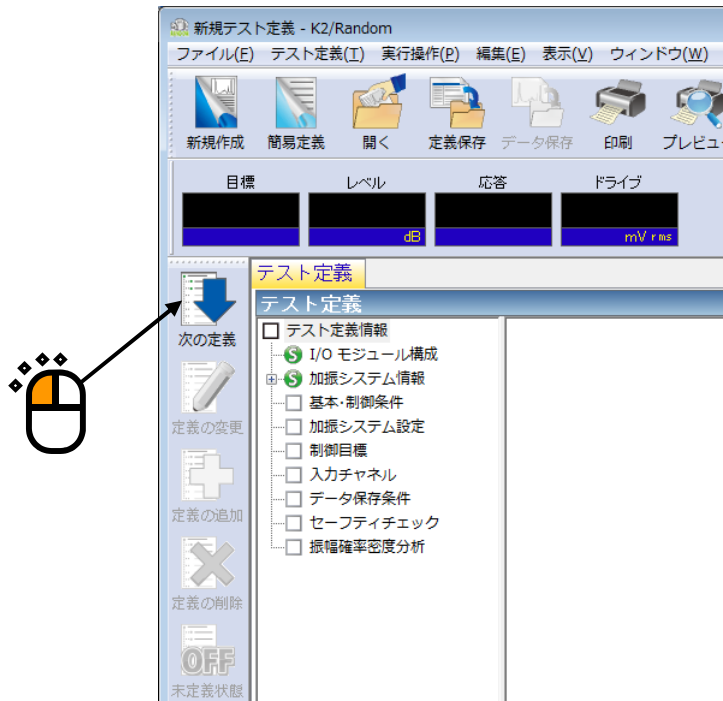 新規テスト定義 - K2/Random
ファイル(F) テスト定義(T) 実行操作(P) 編集(E) 表示(V) ウィンドウ(W)
新規作成 簡易定義 開く 定義保存 データ保存 印刷 プレビュー
目標 レベル 応答 ドライブ
dB mV rms
テスト定義
テスト定義
次の定義
定義の変更
定義の追加
定義の削除
OFF
未定義状態
テスト定義情報
S I/O モジュール構成
S 加振システム情報
基本・制御条件
加振システム設定
制御目標
入力チャネル
データ保存条件
セーフティチェック
振幅確率密度分析